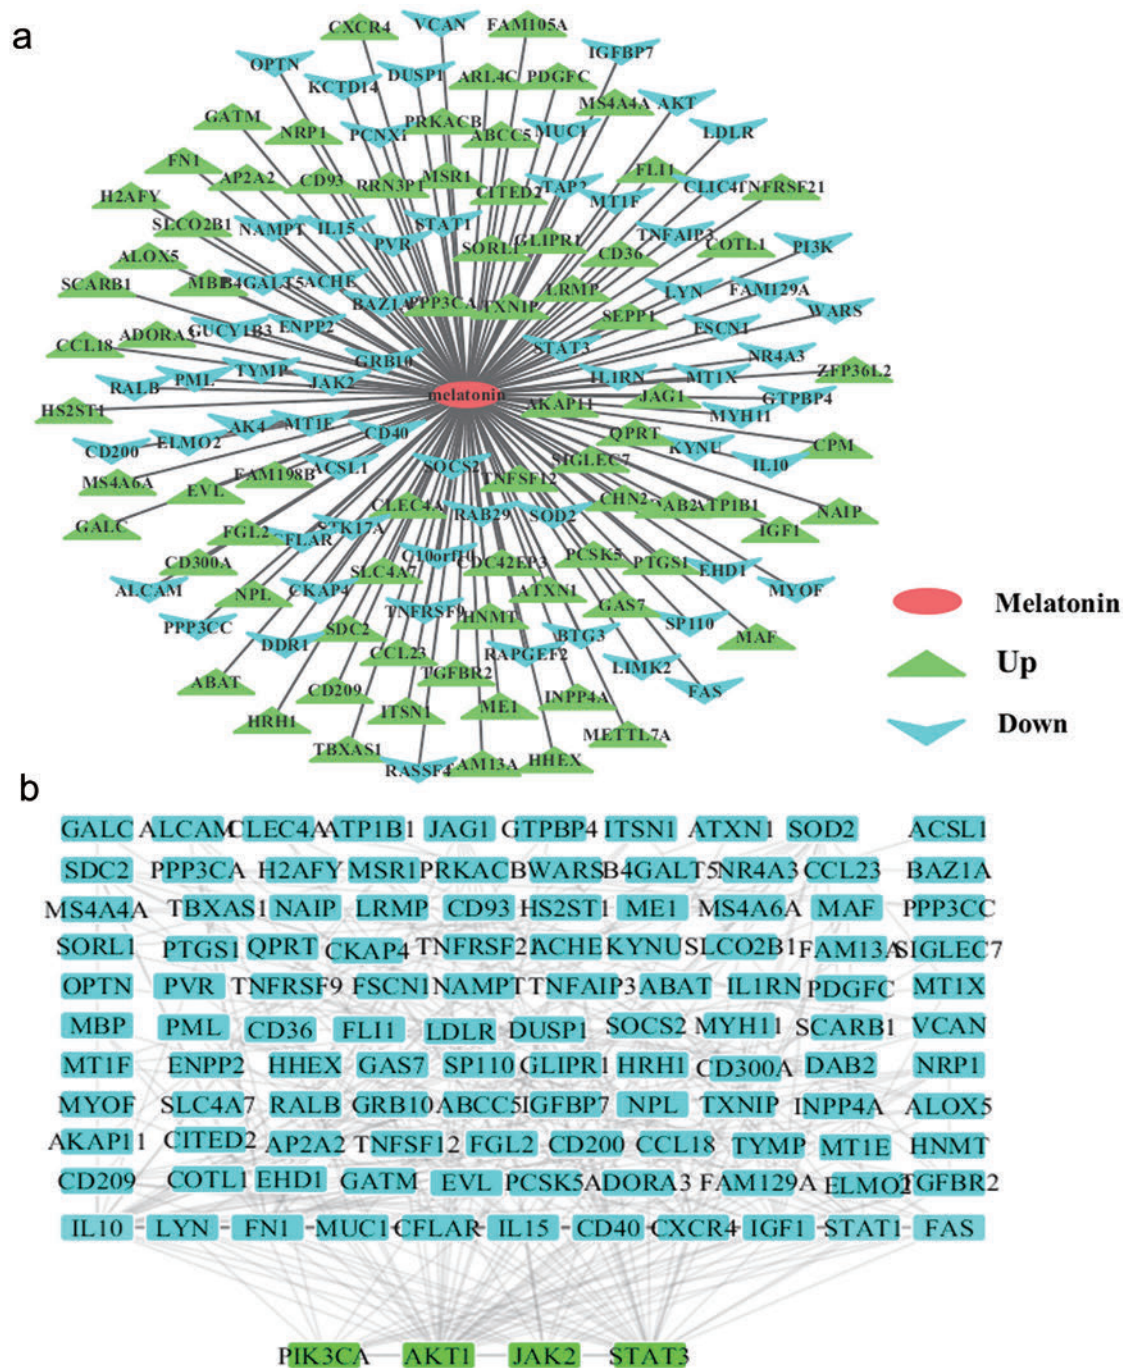 a
CXCR4 VCAN FAM105A
OPTN IGFBP7
KCTD14 DUSP1 ARL4C PDGFC
MS4A4A AKT
GATM NRP1 PCNXi PRKACB ABCC5 MUC1 LDLR
FN1 AP2A2 CD93 RRN3P1 MSR1 CITED2 TAP2 FLI1 CLIC4 TNFRSF21
H2AFY MT1F
SLCO2B1 NAMPT IL15 PVR STAT1 SORL1 GLIPR1 CD36 TNFAIP3 COTL1 PI3K
ALOX5
SCARB1 MBP B4GALT5 ACHE BAZ1A PPP3CA TXNIP LRMP LYN FAM129A
SEPP1 WARS
CCL18 ADORA3 GUCY1B3 ENPP2 STAT3 FSCN1
GRB10 NR4A3
RALB PML TYMP JAK2 IL1RN MT1X ZFP36L2
melatonin
HS2ST1 AKAP11 JAG1 MYH11 GTPBP4
CD200 ELMO2 AK4 MT1E CD40 QPRT KYNU CPM
MS4A6A FAM198B ACSL1 SOCS2 SIGLEC7 IL10
EVL TNFSF12
GALC CLEC4A RAB29 SOD2 CHN2 DAB2 ATP1B1 NAIP
FGL2 CFLAR STK17A IGF1
CD300A SLC4A7 C10orf10 CDC42EP3 PCSK5 PTGS1 EHD1
ALCAM NPL CKAP4 ATXN1 MYOF
PPP3CC TNFRSF9 HNMT GAS7 SP110
DDR1 SDC2 BTG3 MAF
CCL23 RAPGEF2 LIMK2
ABAT CD209 TGFBR2 INPP4A FAS
HRH1 ITSN1 ME1
TBXAS1 METTL7A
RASSF4 FAM13A HHEX
Melatonin
Up
Down
b
GALC ALCAM CLEC4A ATP1B1 JAG1 GTPBP4 ITSN1 ATXN1 SOD2 ACSL1
SDC2 PPP3CA H2AFY MSR1 PRKACB WARS B4GALT5 NR4A3 CCL23 BAZ1A
MS4A4A TBXAS1 NAIP LRMP CD93 HS2ST1 ME1 MS4A6A MAF PPP3CC
SORL1 PTGS1 QPRT CKAP4 TNFRSF21 ACHE KYNU SLCO2B1 FAM13A SIGLEC7
OPTN PVR TNFRSF9 FSCN1 NAMPT TNFAIP3 ABAT IL1RN PDGFC MT1X
MBP PML CD36 FLI1 LDLR DUSP1 SOCS2 MYH11 SCARB1 VCAN
MT1F ENPP2 HHEX GAS7 SP110 GLIPR1 HRH1 CD300A DAB2 NRP1
MYOF SLC4A7 RALB GRB10 ABCC5 IGFBP7 NPL TXNIP INPP4A ALOX5
AKAP11 CITED2 AP2A2 TNFSF12 FGL2 CD200 CCL18 TYMP MT1E HNMT
CD209 COTL1 EHD1 GATM EVL PCSK5 ADORA3 FAM129A ELMO2 TGFBR2
IL10 LYN FN1 MUC1 CFLAR IL15 CD40 CXCR4 IGF1 STAT1 FAS
PIK3CA AKT1 JAK2 STAT3